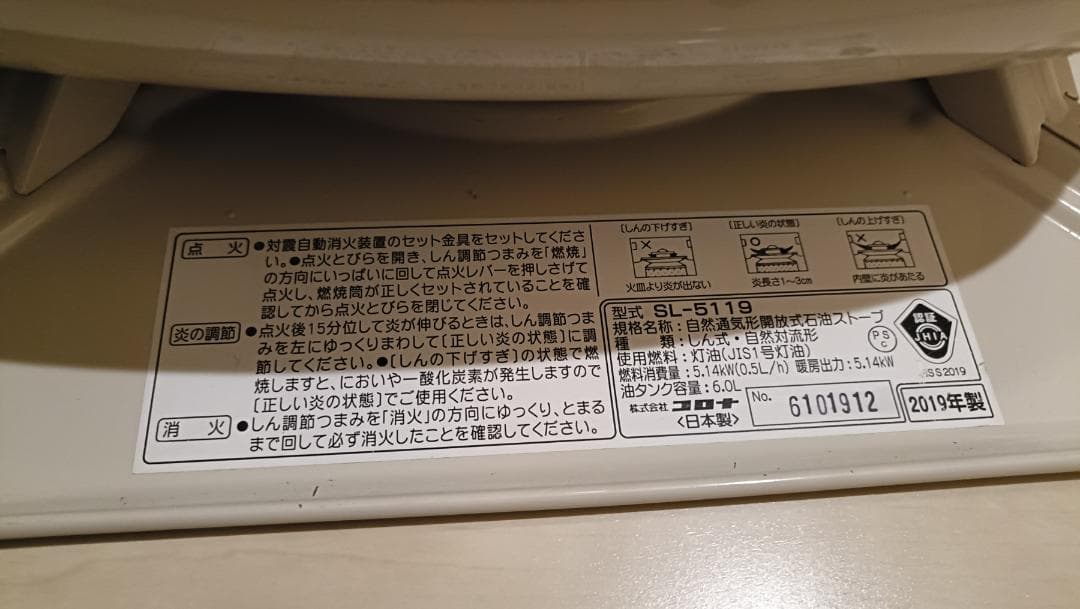 点火
●対震自動消火装置のセット金具をセットしてくださ
い。●点火とびらを開き、しん調節つまみを「燃焼」
の方向にいっぱいに回して点火レバーを押しさげて
点火し、燃焼筒が正しくセットされていることを確
認してから点火とびらを閉じてください。
炎の調節
●点火後15分位して炎が伸びるときは、しん調節つま
みを左にゆっくりまわして〔正しい炎の状態〕に調
節してください。●〔しんの下げすぎ〕の状態で燃
焼しますと、においや一酸化炭素が発生しますので
〔正しい炎の状態〕でご使用ください。
消火
●しん調節つまみを「消火」の方向にゆっくり、とまる
まで回して必ず消火したことを確認してください。
〔しんの下げすぎ〕
×
火皿より炎が出ない
〔正しい炎の状態〕
○
炎長さ1〜3cm
〔しんの上げすぎ〕
×
内壁に炎があたる
型式 SL-5119
規格名称:自然通気形開放式石油ストーブ
種類:しん式・自然対流形
使用燃料:灯油(JIS1号灯油)
燃料消費量:5.14kW(0.5L/h) 暖房出力:5.14kW
油タンク容量:6.0L
株式会社コロナ
<日本製>
No. 6101912
2019年製
PS
C
認証
JHIA